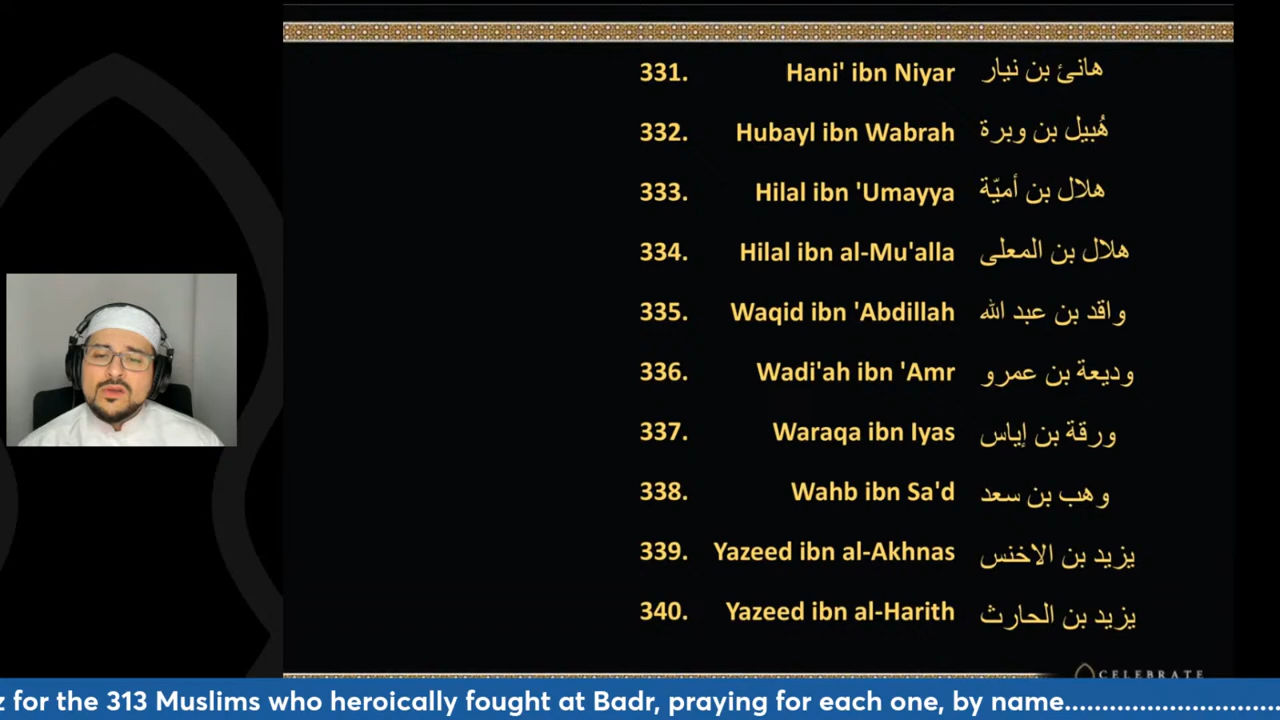 331. Hani' ibn Niyar هانئ بن نيار
332. Hubayl ibn Wabrah هُبيل بن وبرة
333. Hilal ibn 'Umayya هلال بن أميّة
334. Hilal ibn al-Mu'alla هلال بن المعلى
335. Waqid ibn 'Abdillah واقد بن عبد الله
336. Wadi'ah ibn 'Amr وديعة بن عمرو
337. Waraqa ibn Iyas ورقة بن إياس
338. Wahb ibn Sa'd وهب بن سعد
339. Yazeed ibn al-Akhnas يزيد بن الاخنس
340. Yazeed ibn al-Harith يزيد بن الحارث
CELEBRATE
z for the 313 Muslims who heroically fought at Badr, praying for each one, by name..............................